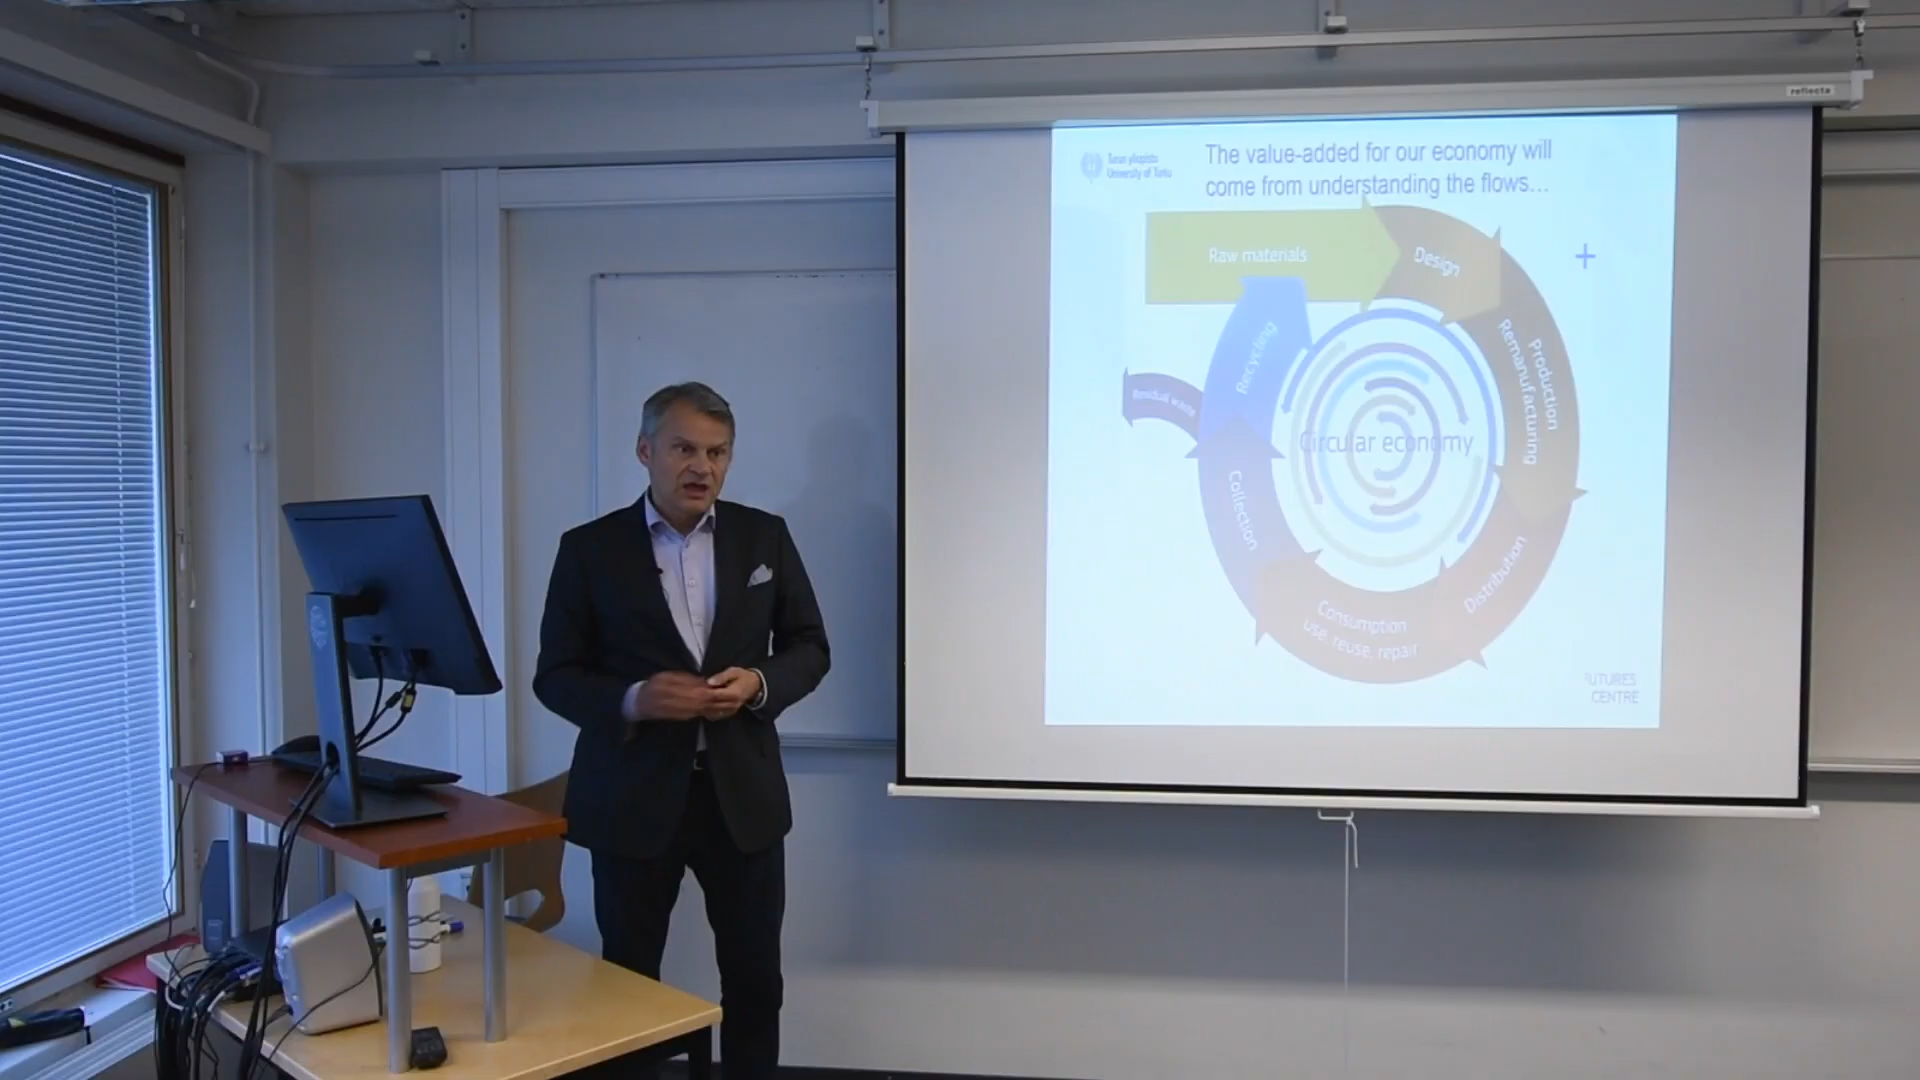 reflecta
Turun yliopisto
University of Turku
The value-added for our economy will
come from understanding the flows...
Raw materials
Design
+
Production
Remanufacturing
Recycling
Residual waste
Circular economy
Collection
Distribution
Consumption
use, reuse, repair
FUTURES
CENTRE